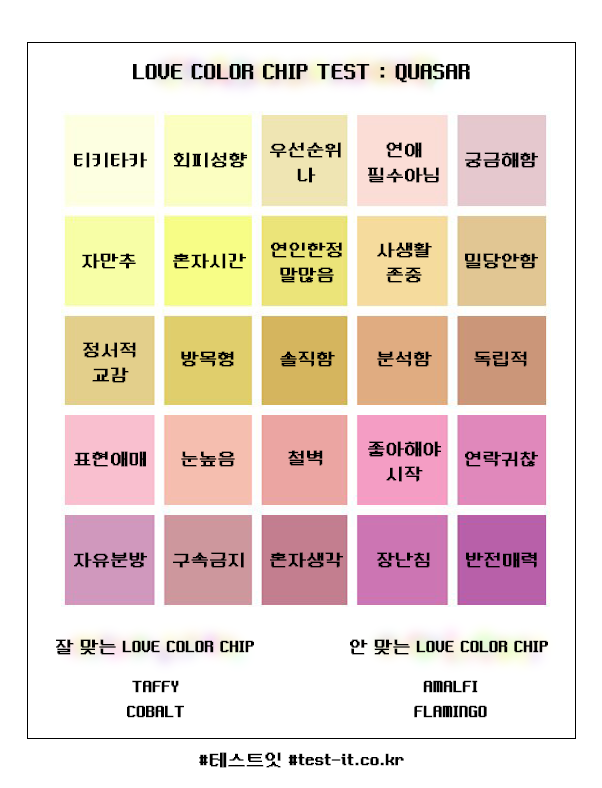 LOVE COLOR CHIP TEST : QUASAR
티키타카 회피성향 우선순위 나 연애 필수아님 궁금해함
자만추 혼자시간 연인한정 말많음 사생활 존중 밀당안함
정서적 교감 방목형 솔직함 분석함 독립적
표현애매 눈높음 철벽 좋아해야 시작 연락귀찮
자유분방 구속금지 혼자생각 장난침 반전매력
잘 맞는 LOVE COLOR CHIP 안 맞는 LOVE COLOR CHIP
TAFFY AMALFI
COBALT FLAMINGO
#테스트잇 #test-it.co.kr